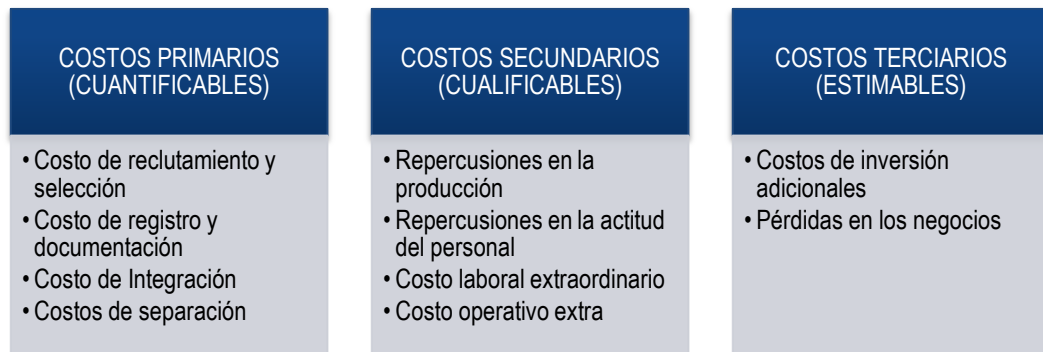 COSTOS PRIMARIOS
(CUANTIFICABLES)
• Costo de reclutamiento y
selección
• Costo de registro y
documentación
• Costo de Integración
• Costos de separación
COSTOS SECUNDARIOS
(CUALIFICABLES)
• Repercusiones en la
producción
• Repercusiones en la actitud
del personal
• Costo laboral extraordinario
• Costo operativo extra
COSTOS TERCIARIOS
(ESTIMABLES)
• Costos de inversión
adicionales
• Pérdidas en los negocios